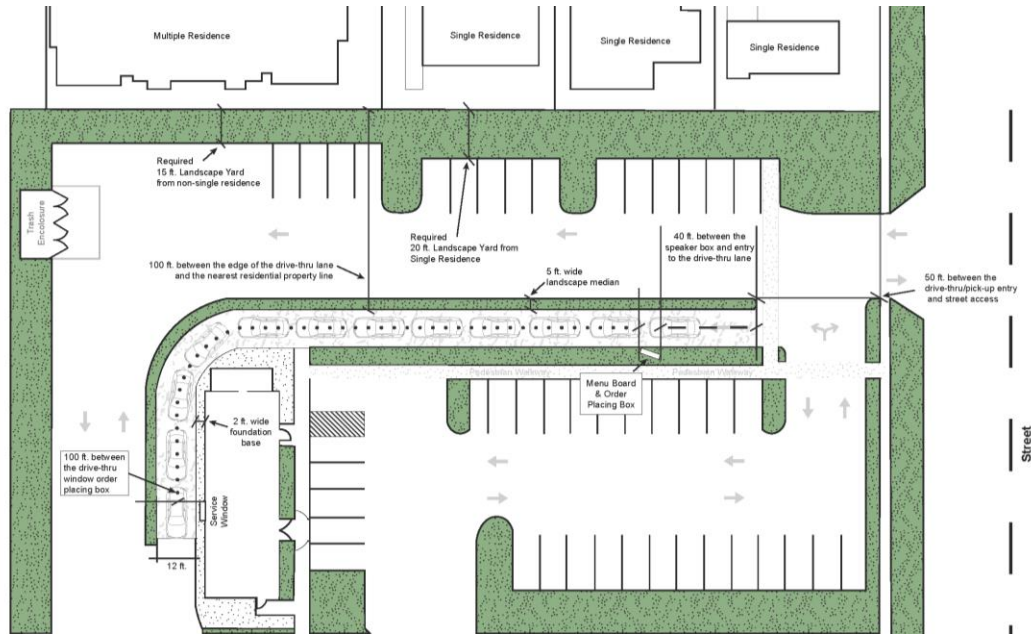 Multiple Residence
Single Residence
Single Residence
Single Residence
Required
15 ft. Landscape Yard
from non-single residence
Trash
Encolosure
Required
20 ft. Landscape Yard from
Single Residence
40 ft. between the
speaker box and entry
to the drive-thru lane
100 ft. between the edge of the drive-thru lane
and the nearest residential property line
5 ft. wide
landscape median
50 ft. between the
drive-thru/pick-up entry
and street access
Pedestrian Walkway
Pedestrian Walkway
Menu Board
& Order
Placing Box
2 ft. wide
foundation
base
100 ft. between
the drive-thru
window order
placing box
Service
Window
12 ft.
Street